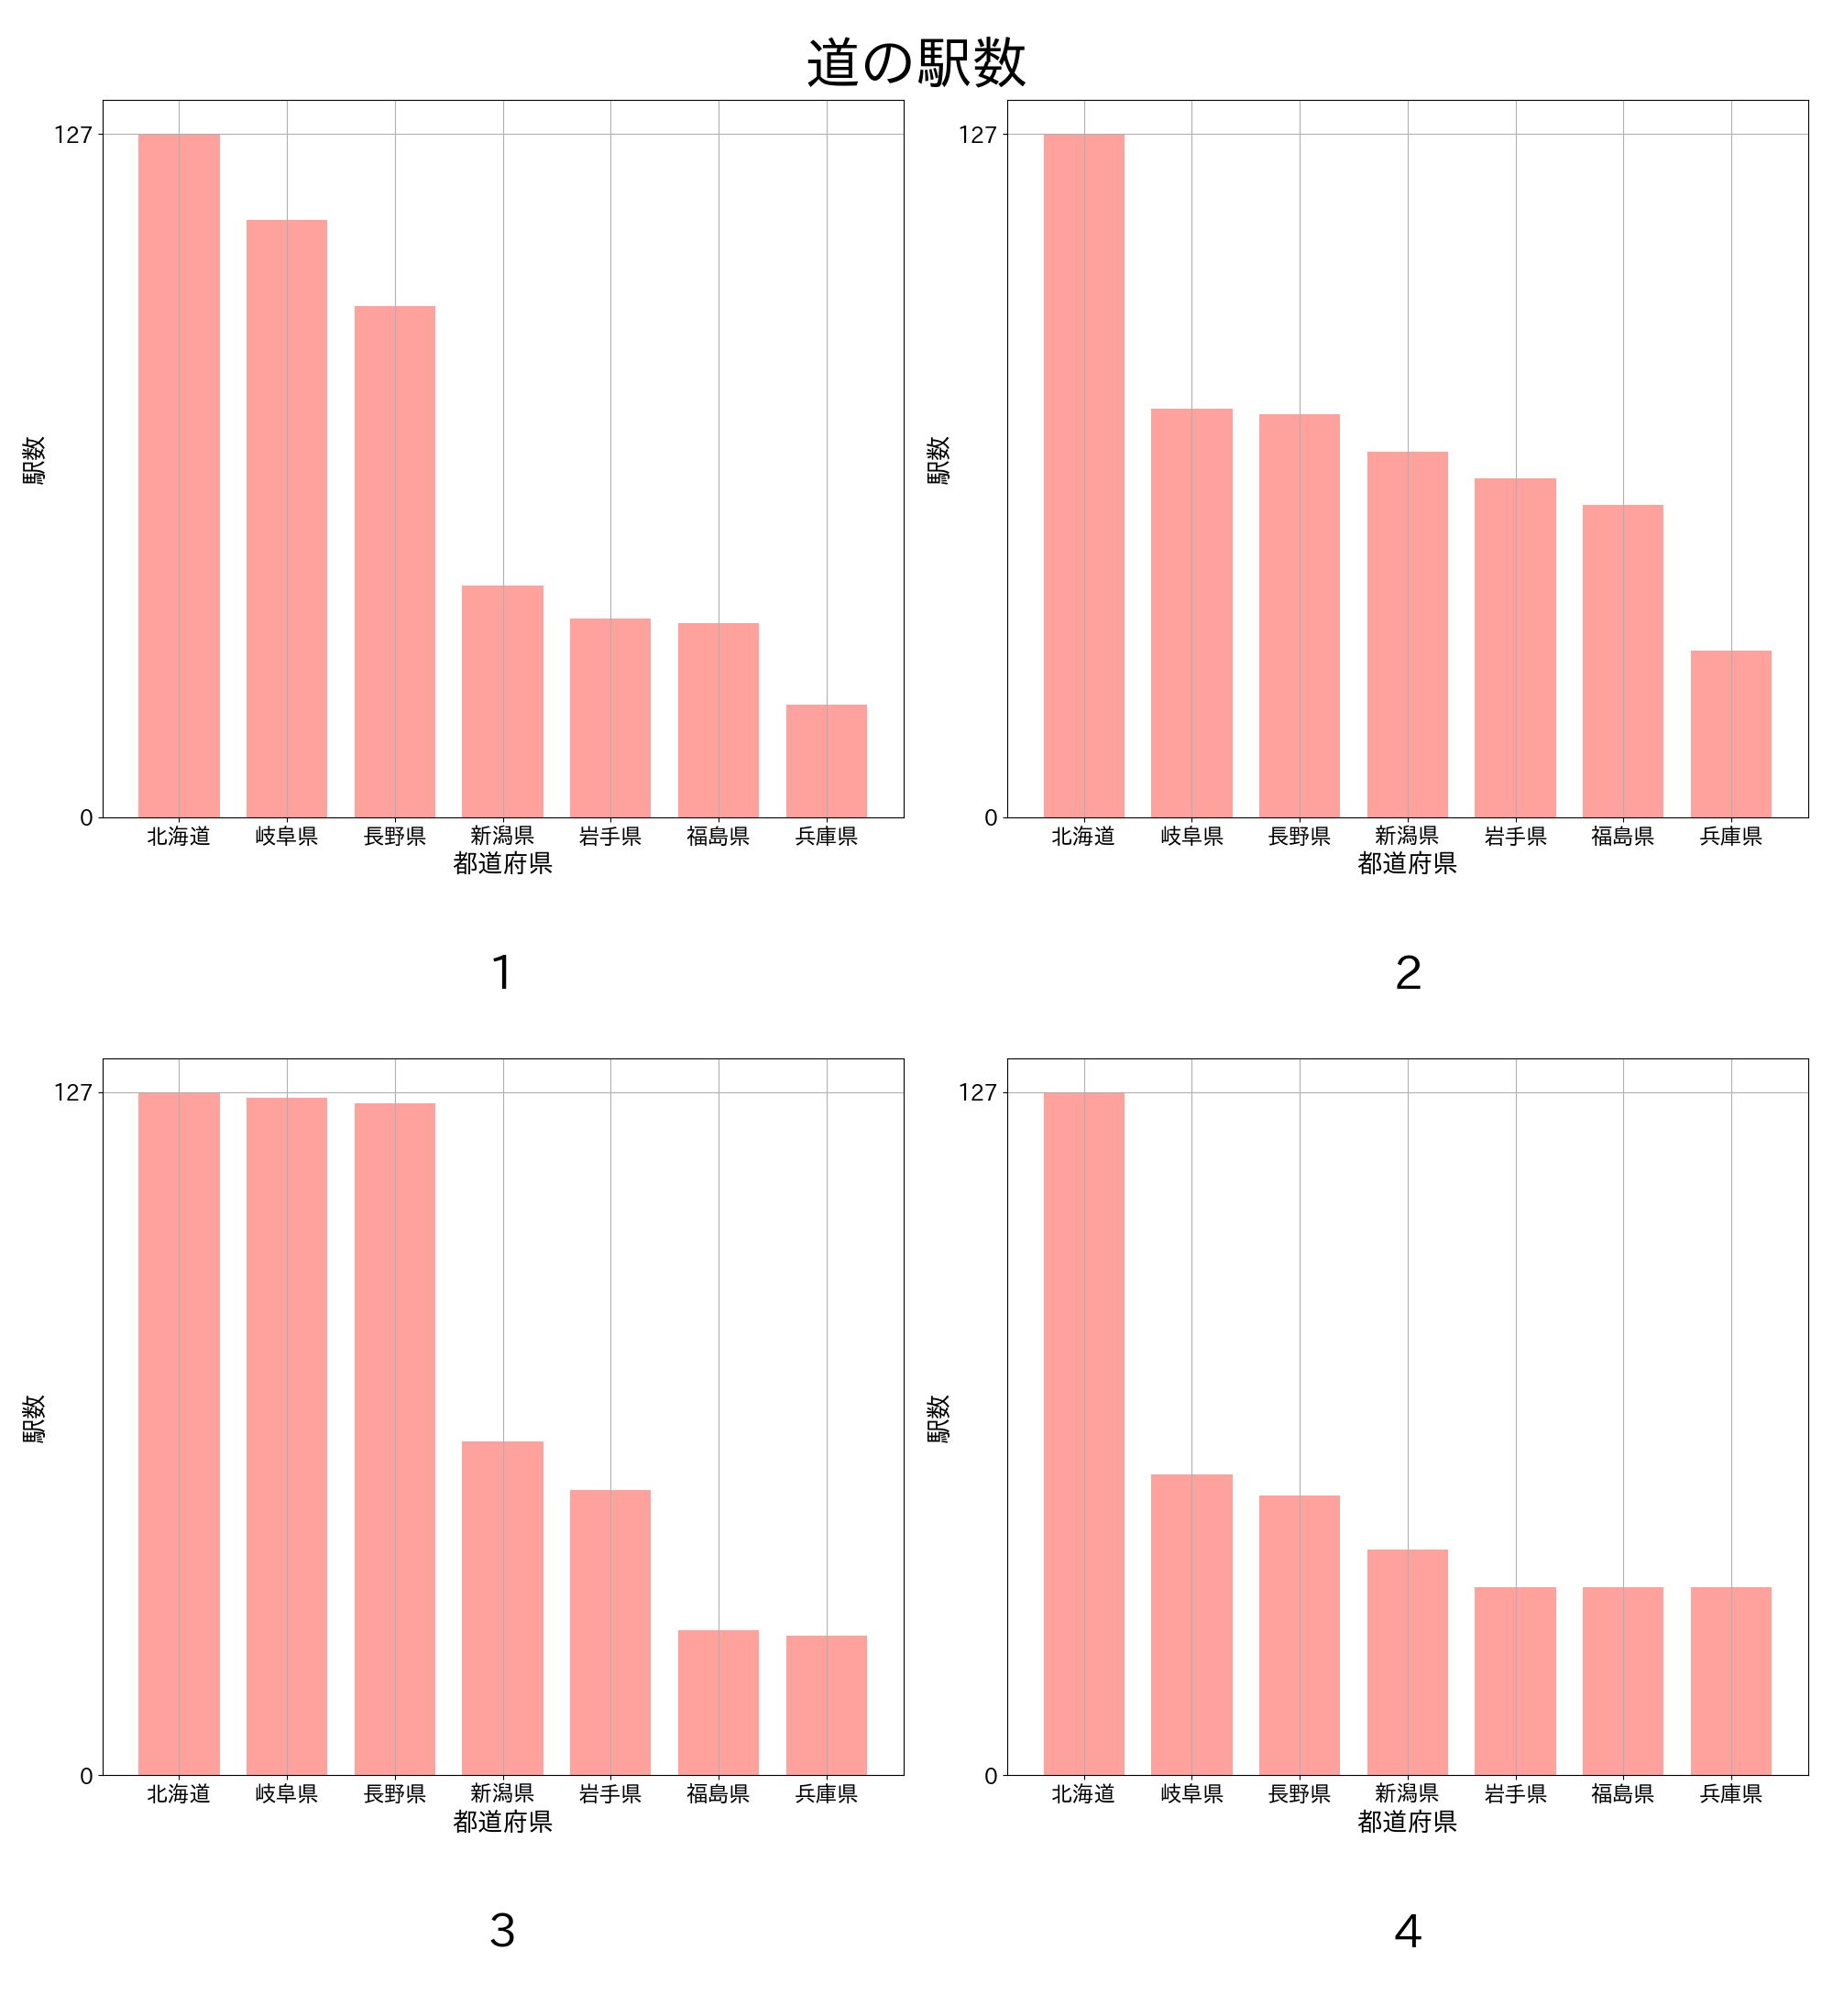 道の駅数
127
0
駅数
北海道 岐阜県 長野県 新潟県 岩手県 福島県 兵庫県
都道府県
1
127
0
駅数
北海道 岐阜県 長野県 新潟県 岩手県 福島県 兵庫県
都道府県
2
127
0
駅数
北海道 岐阜県 長野県 新潟県 岩手県 福島県 兵庫県
都道府県
3
127
0
駅数
北海道 岐阜県 長野県 新潟県 岩手県 福島県 兵庫県
都道府県
4